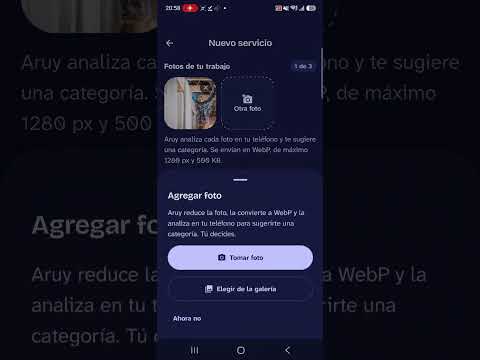 20:58
Nuevo servicio
Fotos de tu trabajo
1 de 3
Otra foto
Aruy analiza cada foto en tu teléfono y te sugiere
una categoría. Se envían en WebP, de máximo
1280 px y 500 KB.
Agregar foto
Aruy reduce la foto, la convierte a WebP y la
analiza en tu teléfono para sugerirte una
categoría. Tú decides.
Tomar foto
Elegir de la galería
Ahora no